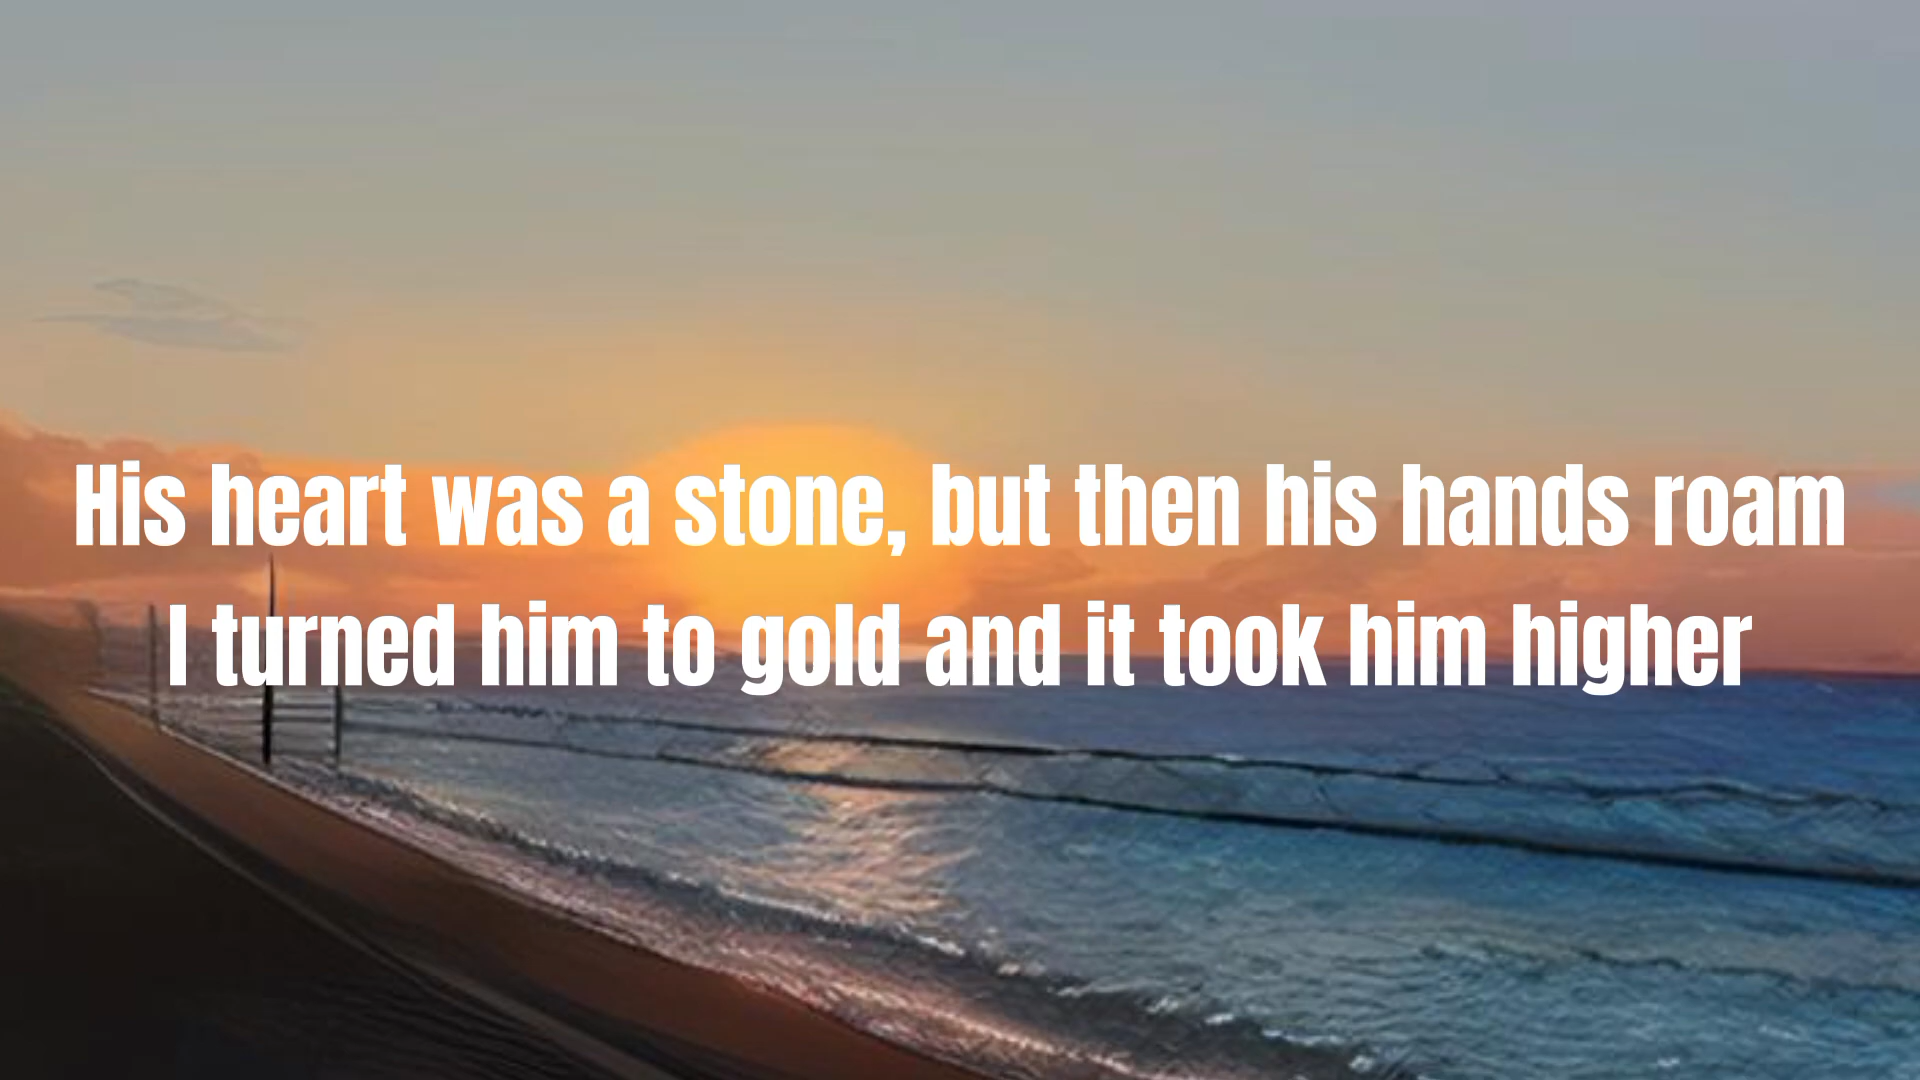 His heart was a stone, but then his hands roam
I turned him to gold and it took him higher